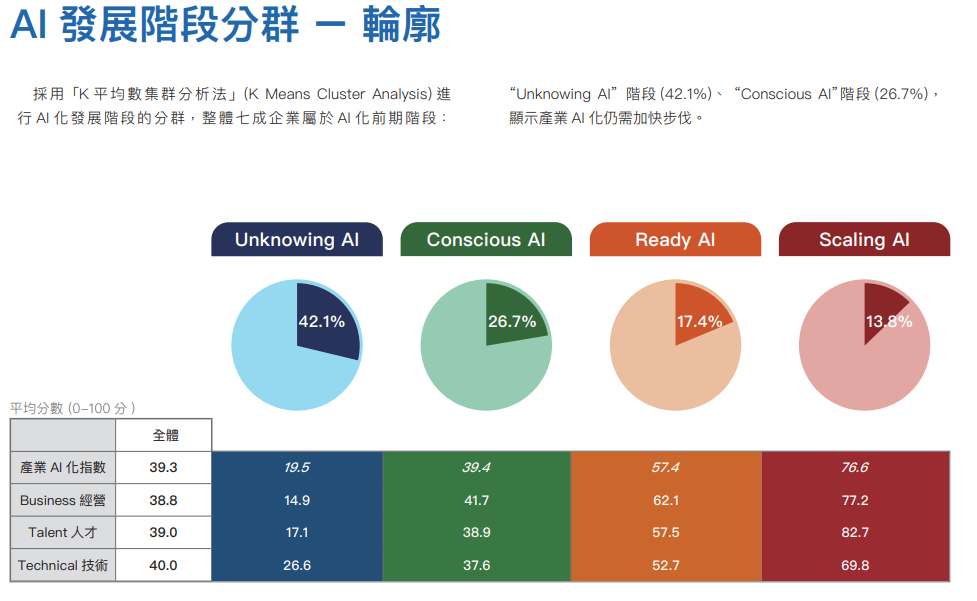 AI 發展階段分群 － 輪廓
採用「K 平均數集群分析法」(K Means Cluster Analysis) 進
行 AI 化發展階段的分群，整體七成企業屬於 AI 化前期階段：
“Unknowing AI” 階段 (42.1%)、“Conscious AI”階段 (26.7%)，
顯示產業 AI 化仍需加快步伐。
Unknowing AI Conscious AI Ready AI Scaling AI
42.1% 26.7% 17.4% 13.8%
平均分數 (0–100 分 )
全體
產業 AI 化指數 39.3 19.5 39.4 57.4 76.6
Business 經營 38.8 14.9 41.7 62.1 77.2
Talent 人才 39.0 17.1 38.9 57.5 82.7
Technical 技術 40.0 26.6 37.6 52.7 69.8